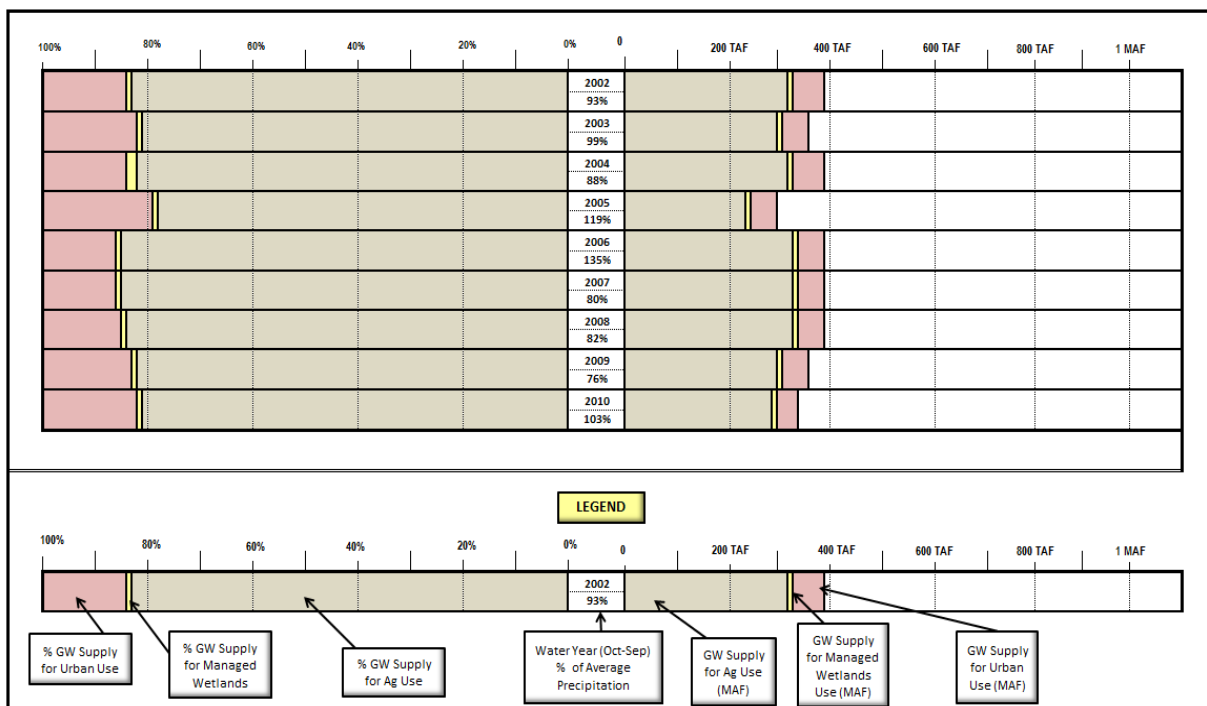 100% 80% 60% 40% 20% 0% 0 200 TAF 400 TAF 600 TAF 800 TAF 1 MAF
2002
93%
2003
99%
2004
88%
2005
119%
2006
135%
2007
80%
2008
82%
2009
76%
2010
103%
LEGEND
100% 80% 60% 40% 20% 0% 0 200 TAF 400 TAF 600 TAF 800 TAF 1 MAF
2002
93%
% GW Supply
for Urban Use
% GW Supply
for Managed
Wetlands
% GW Supply
for Ag Use
Water Year (Oct-Sep)
% of Average
Precipitation
GW Supply
for Ag Use
(MAF)
GW Supply
for Managed
Wetlands
Use (MAF)
GW Supply
for Urban
Use (MAF)